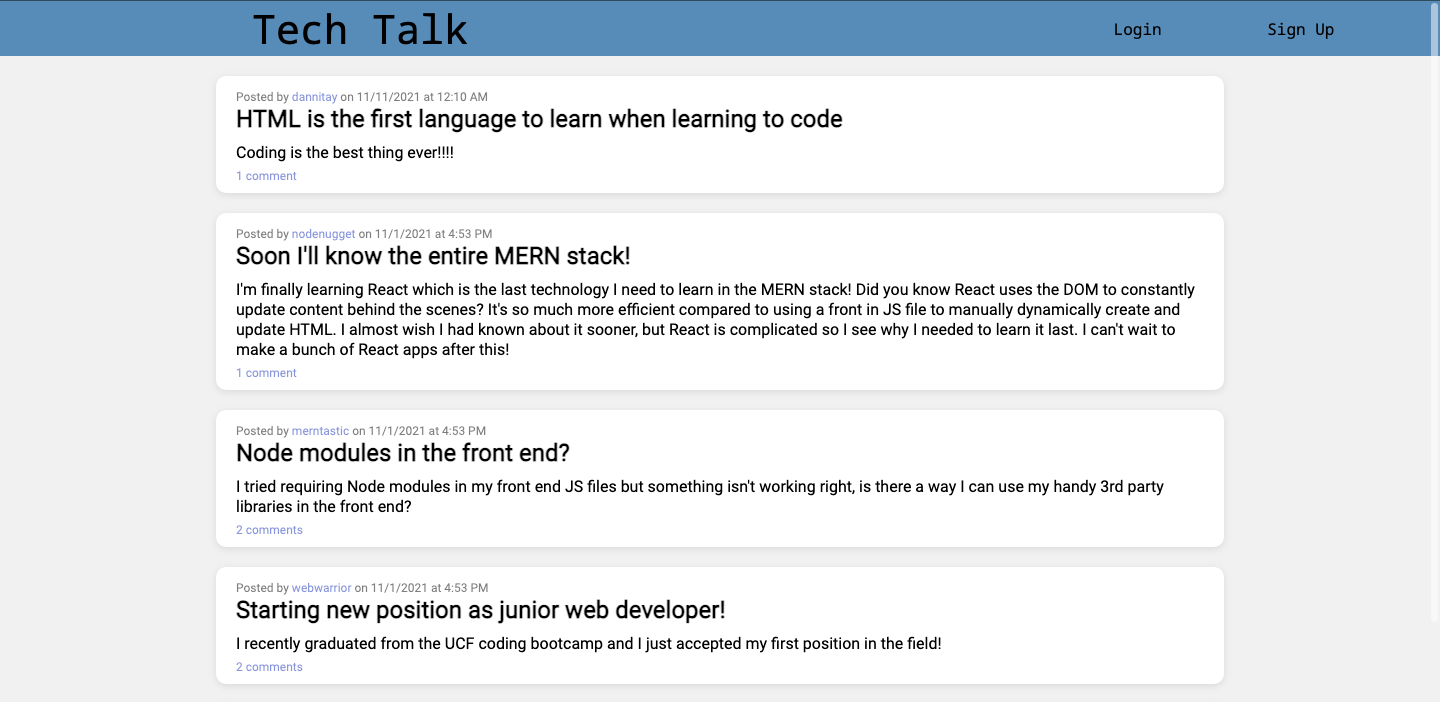 Tech Talk
Login
Sign Up
Posted by dannitay on 11/11/2021 at 12:10 AM
HTML is the first language to learn when learning to code
Coding is the best thing ever!!!!
1 comment
Posted by nodenugget on 11/1/2021 at 4:53 PM
Soon I'll know the entire MERN stack!
I'm finally learning React which is the last technology I need to learn in the MERN stack! Did you know React uses the DOM to constantly
update content behind the scenes? It's so much more efficient compared to using a front in JS file to manually dynamically create and
update HTML. I almost wish I had known about it sooner, but React is complicated so I see why I needed to learn it last. I can't wait to
make a bunch of React apps after this!
1 comment
Posted by merntastic on 11/1/2021 at 4:53 PM
Node modules in the front end?
I tried requiring Node modules in my front end JS files but something isn't working right, is there a way I can use my handy 3rd party
libraries in the front end?
2 comments
Posted by webwarrior on 11/1/2021 at 4:53 PM
Starting new position as junior web developer!
I recently graduated from the UCF coding bootcamp and I just accepted my first position in the field!
2 comments